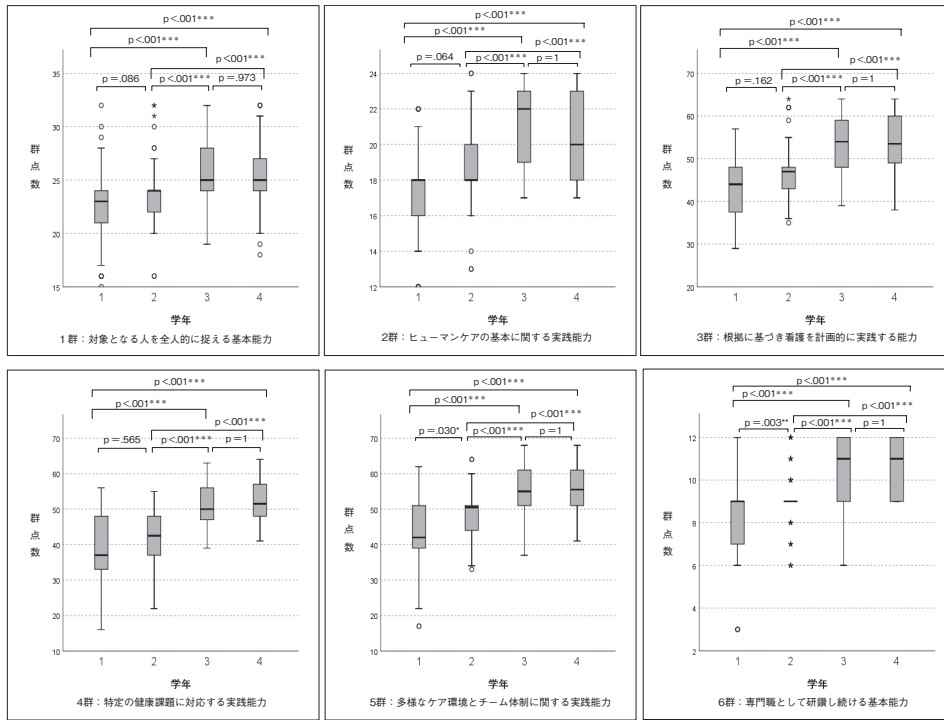 p<.001***
p<.001***
p<.001***
p=.086
p<.001***
p=.973
35
30
25
20
15
群点数
1 2 3 4
学年
1群：対象となる人を全人的に捉える基本能力
p<.001***
p<.001***
p<.001***
p=.064
p<.001***
p=1
24
22
20
18
16
14
12
群点数
1 2 3 4
学年
2群：ヒューマンケアの基本に関する実践能力
p<.001***
p<.001***
p<.001***
p=.162
p<.001***
p=1
70
60
50
40
30
20
群点数
1 2 3 4
学年
3群：根拠に基づき看護を計画的に実践する能力
p<.001***
p<.001***
p<.001***
p=.565
p<.001***
p=1
70
60
50
40
30
20
10
群点数
1 2 3 4
学年
4群：特定の健康課題に対応する実践能力
p<.001***
p<.001***
p<.001***
p=.030*
p<.001***
p=1
70
60
50
40
30
20
10
群点数
1 2 3 4
学年
5群：多様なケア環境とチーム体制に関する実践能力
p<.001***
p<.001***
p<.001***
p=.003**
p<.001***
p=1
12
10
8
6
4
2
群点数
1 2 3 4
学年
6群：専門職として研鑽し続ける基本能力